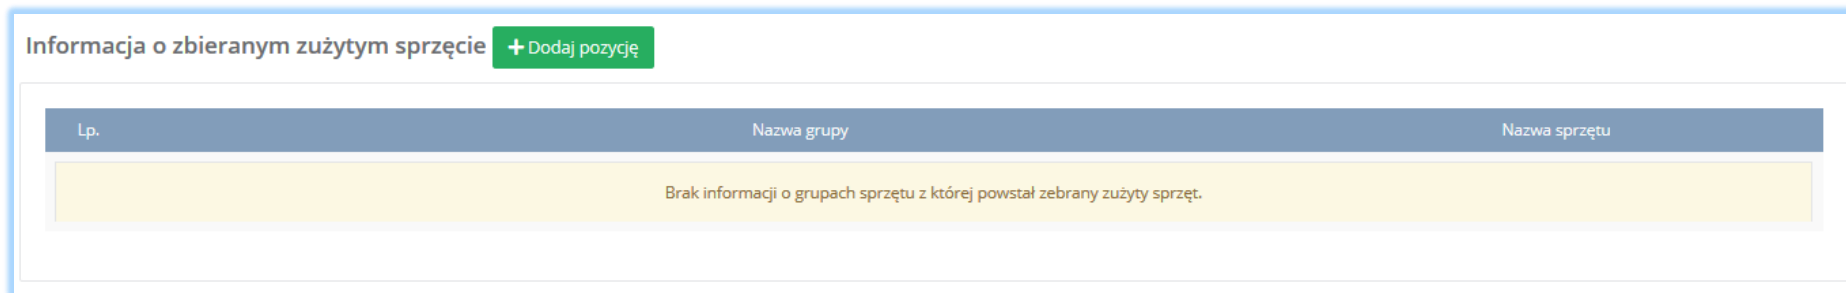 Informacja o zbieranym zużytym sprzęcie + Dodaj pozycję
Lp. Nazwa grupy Nazwa sprzętu
Brak informacji o grupach sprzętu z której powstał zebrany zużyty sprzęt.